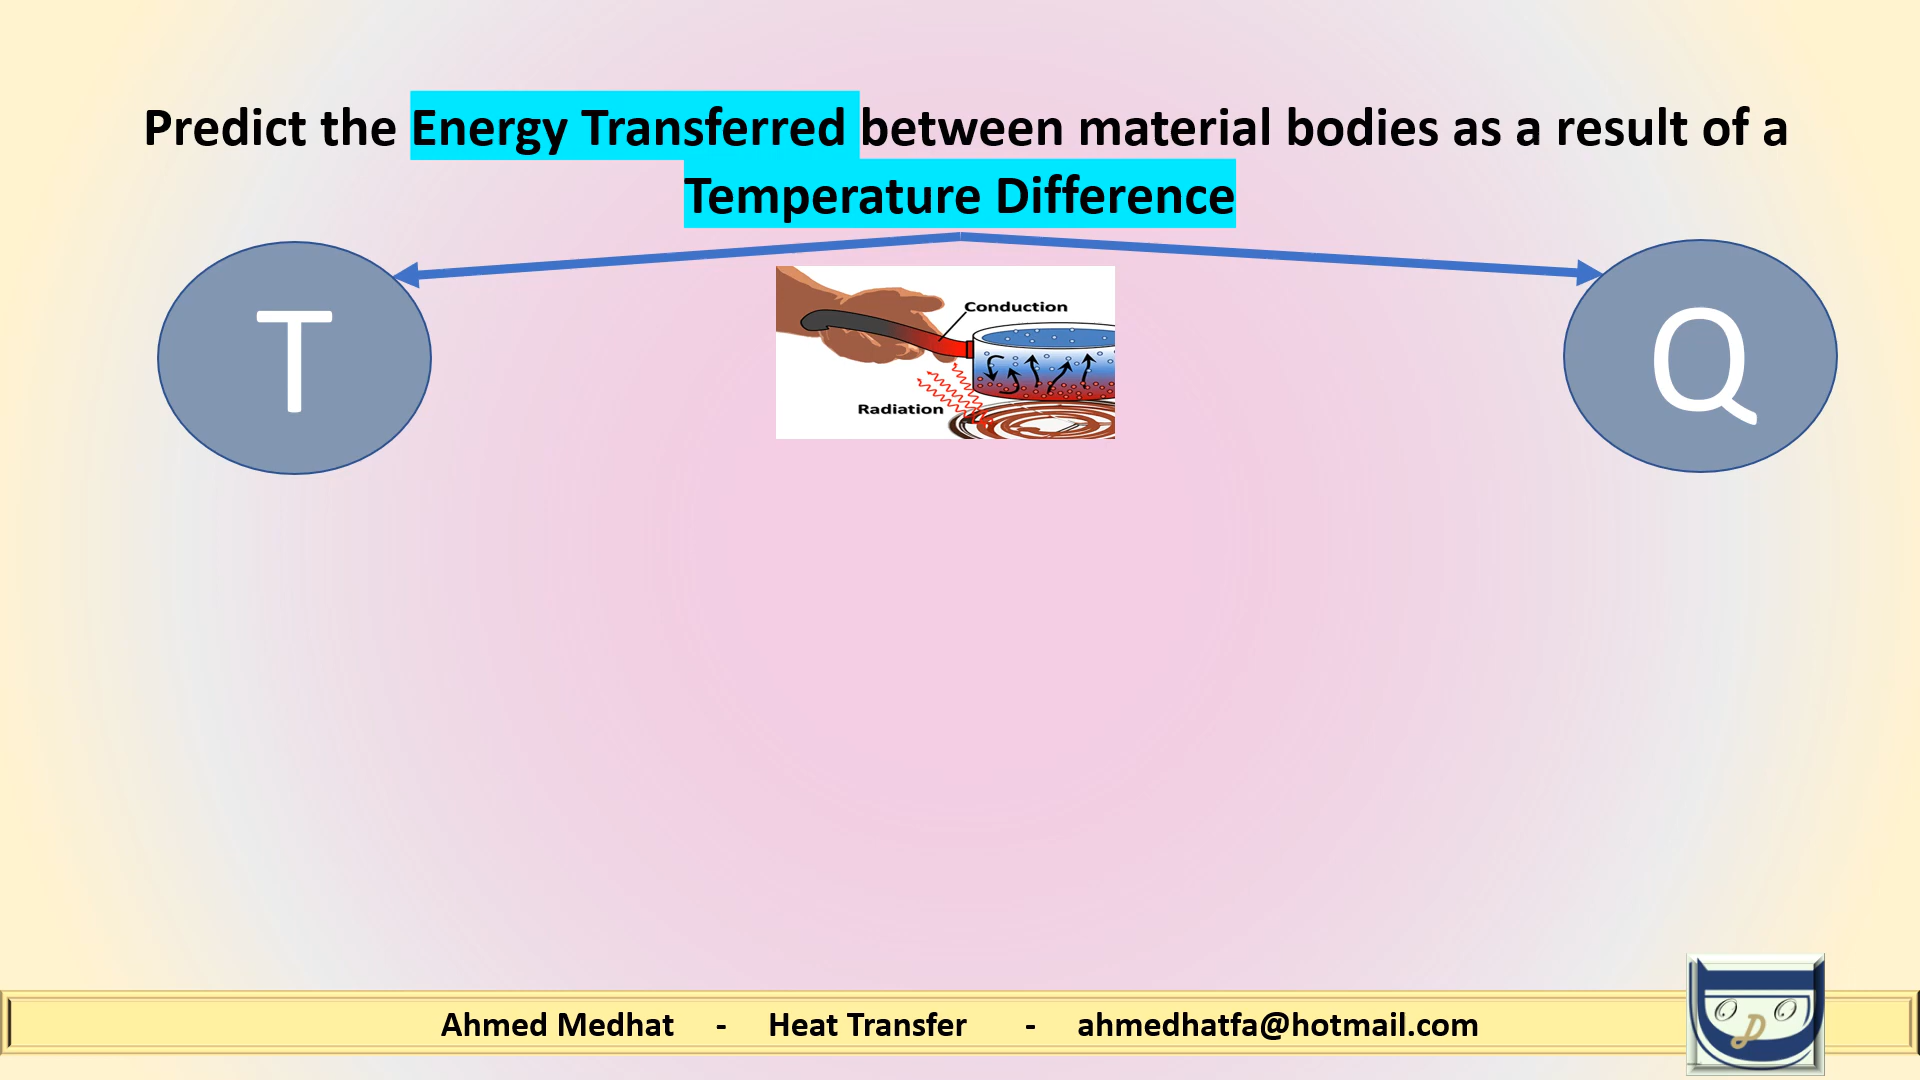 Predict the Energy Transferred between material bodies as a result of a
Temperature Difference
T
Q
Conduction
Radiation
Ahmed Medhat - Heat Transfer - ahmedhatfa@hotmail.com
O D O